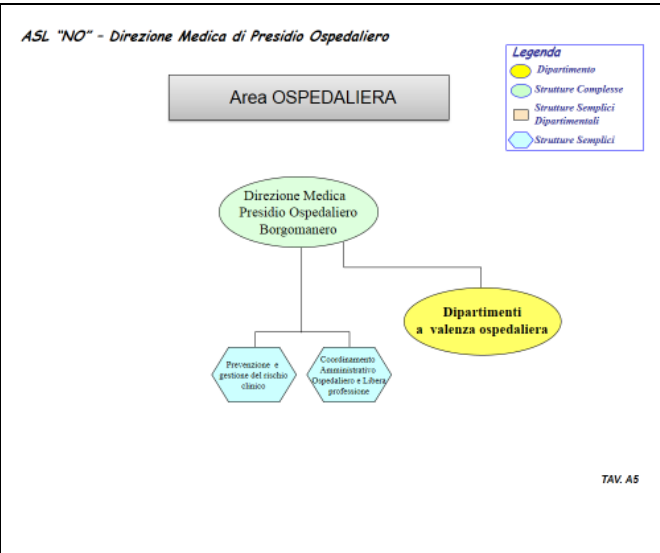 ASL "NO" - Direzione Medica di Presidio Ospedaliero
Legenda
Dipartimento
Strutture Complesse
Strutture Semplici
Dipartimentali
Strutture Semplici
Area OSPEDALIERA
Direzione Medica
Presidio Ospedaliero
Borgomanero
Dipartimenti
a valenza ospedaliera
Prevenzione e
gestione del rischio
clinico
Coordinamento
Amministrativo
Ospedaliero e Libera
professione
TAV. A5